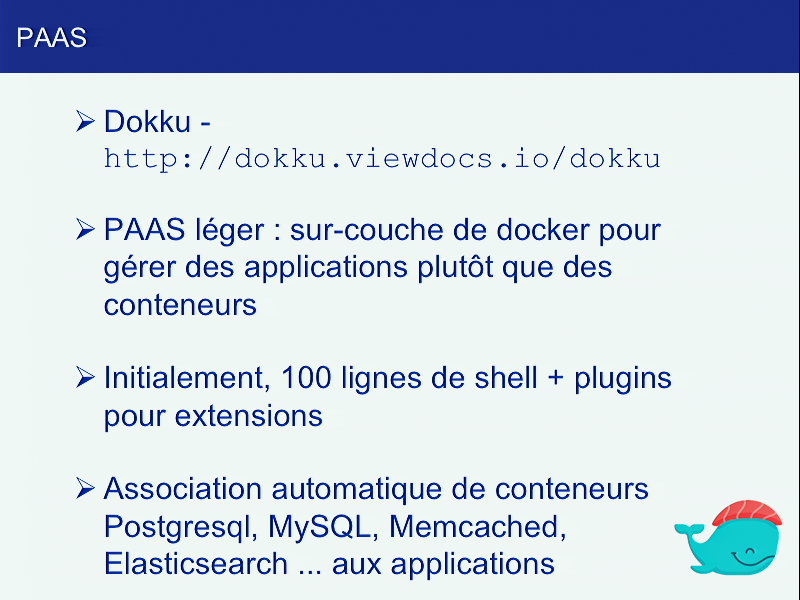 PAAS
➢ Dokku -
http://dokku.viewdocs.io/dokku
➢ PAAS léger : sur-couche de docker pour
gérer des applications plutôt que des
conteneurs
➢ Initialement, 100 lignes de shell + plugins
pour extensions
➢ Association automatique de conteneurs
Postgresql, MySQL, Memcached,
Elasticsearch ... aux applications